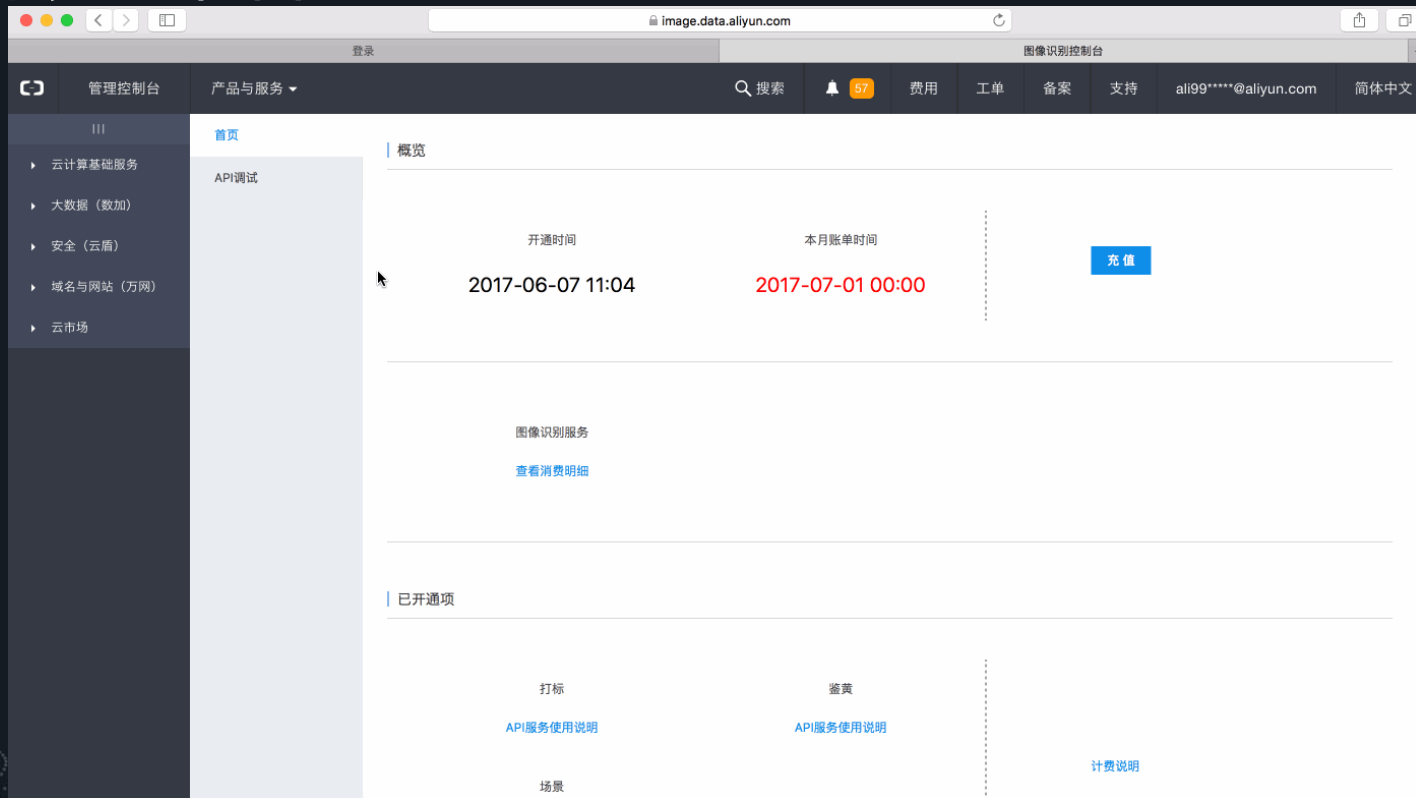 image.data.aliyun.com
登录
图像识别控制台
管理控制台
产品与服务
搜索
57
费用
工单
备案
支持
ali99*****@aliyun.com
简体中文
云计算基础服务
大数据（数加）
安全（云盾）
域名与网站（万网）
云市场
首页
API调试
概览
开通时间
本月账单时间
2017-06-07 11:04
2017-07-01 00:00
充 值
图像识别服务
查看消费明细
已开通项
打标
鉴黄
API服务使用说明
API服务使用说明
计费说明
场景